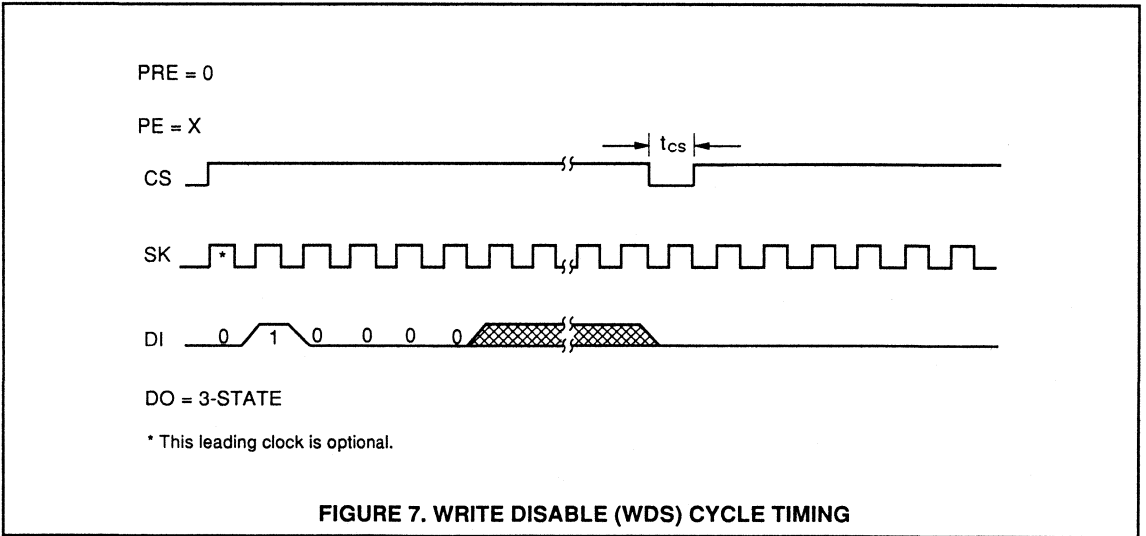 PRE = 0
PE = X
tCS
CS
SK
*
DI 0 1 0 0 0 0
DO = 3-STATE
* This leading clock is optional.
FIGURE 7. WRITE DISABLE (WDS) CYCLE TIMING